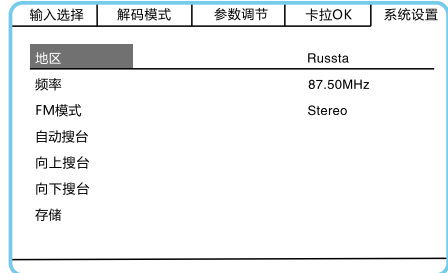 输入选择 解码模式 参数调节 卡拉OK 系统设置
地区 Russta
频率 87.50MHz
FM模式 Stereo
自动搜台
向上搜台
向下搜台
存储